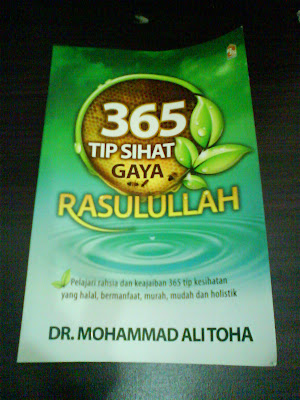 365
TIP SIHAT
GAYA
RASULULLAH
Pelajari rahsia dan keajaiban 365 tip kesihatan
yang halal, bermanfaat, murah, mudah dan holistik
DR. MOHAMMAD ALI TOHA